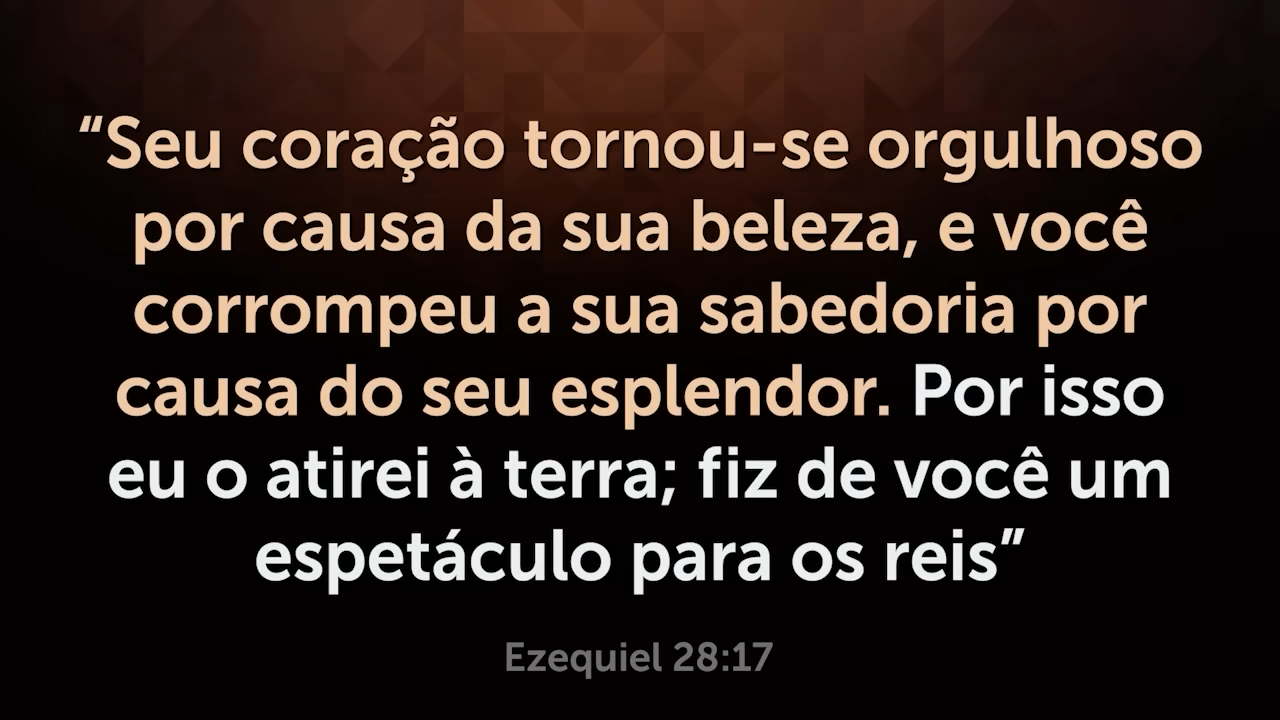 “Seu coração tornou-se orgulhoso
por causa da sua beleza, e você
corrompeu a sua sabedoria por
causa do seu esplendor. Por isso
eu o atirei à terra; fiz de você um
espetáculo para os reis”
Ezequiel 28:17